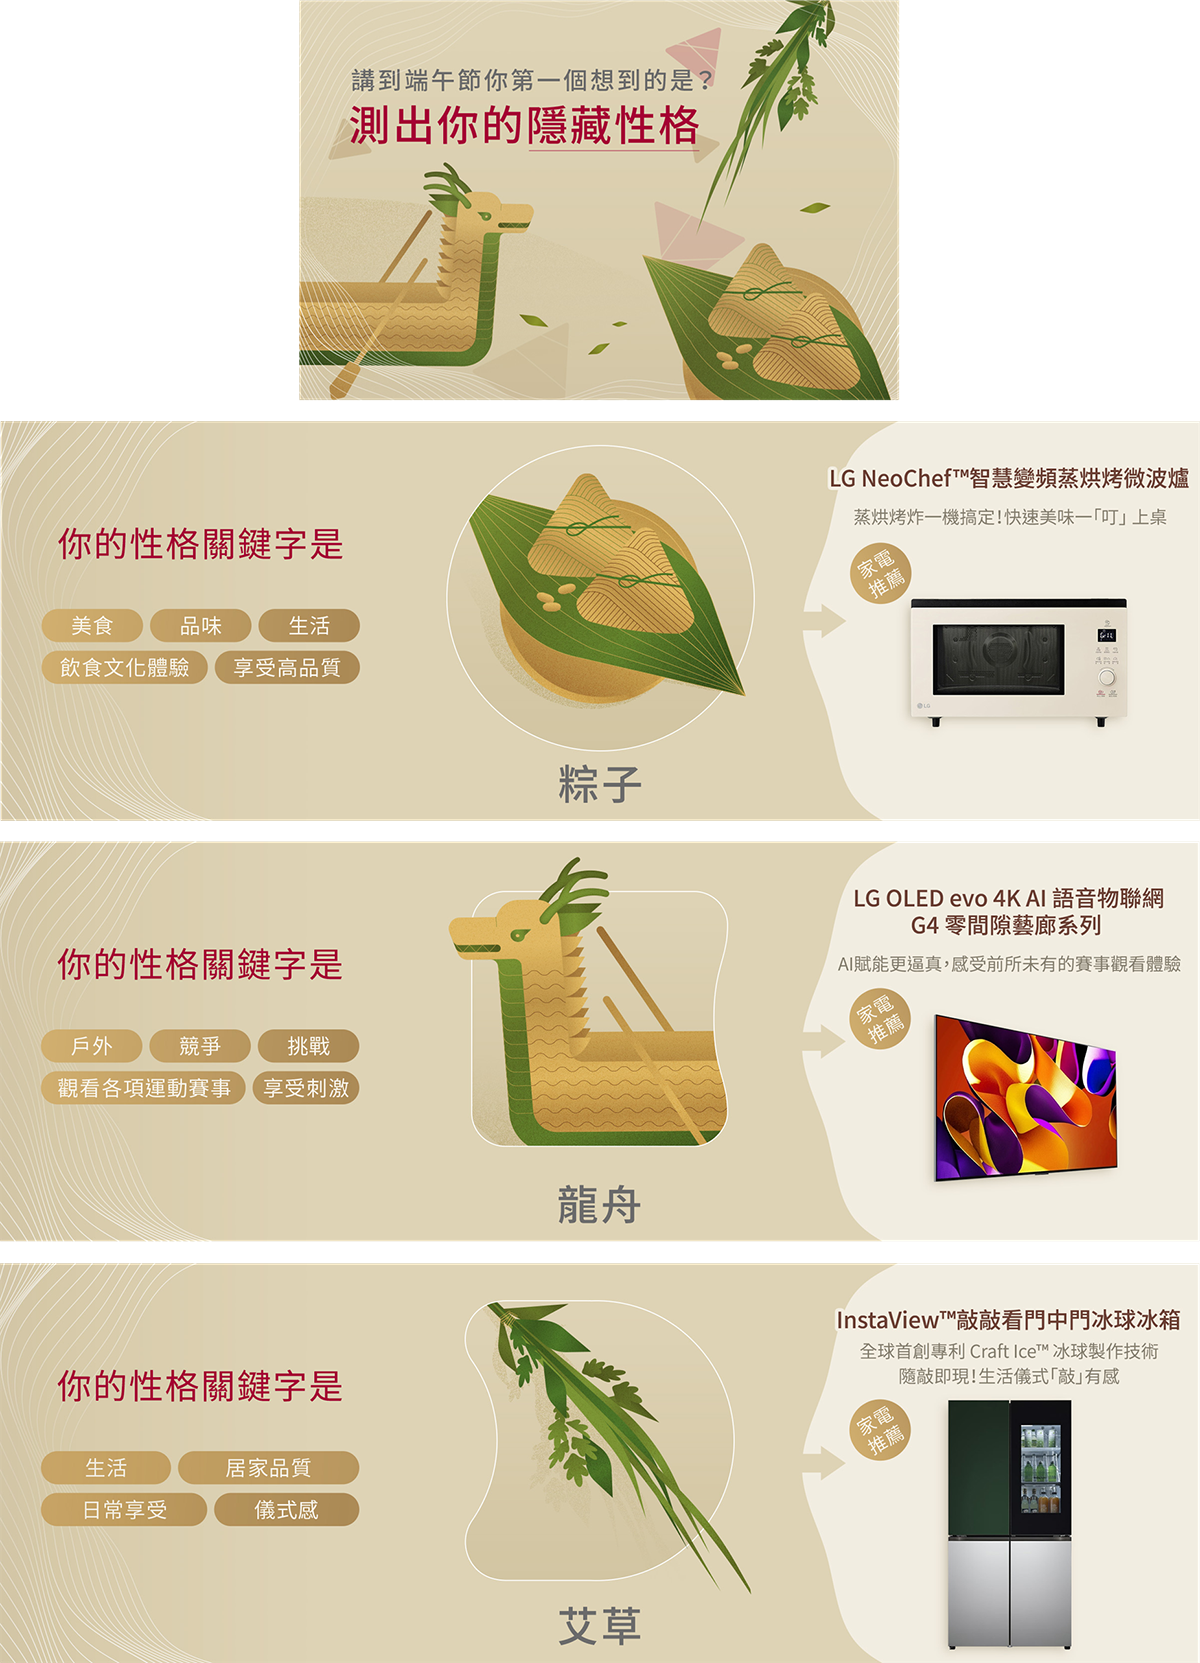 講到端午節你第一個想到的是？
測出你的隱藏性格
你的性格關鍵字是
美食
品味
生活
飲食文化體驗
享受高品質
粽子
LG NeoChef™智慧變頻蒸烘烤微波爐
蒸烘烤炸一機搞定！快速美味一「叮」上桌
家電
推薦
LG
你的性格關鍵字是
戶外
競爭
挑戰
觀看各項運動賽事
享受刺激
龍舟
LG OLED evo 4K AI 語音物聯網
G4 零間隙藝廊系列
AI賦能更逼真，感受前所未有的賽事觀看體驗
家電
推薦
你的性格關鍵字是
生活
居家品質
日常享受
儀式感
艾草
InstaView™敲敲看門中門冰球冰箱
全球首創專利 Craft Ice™ 冰球製作技術
隨敲即現！生活儀式「敲」有感
家電
推薦